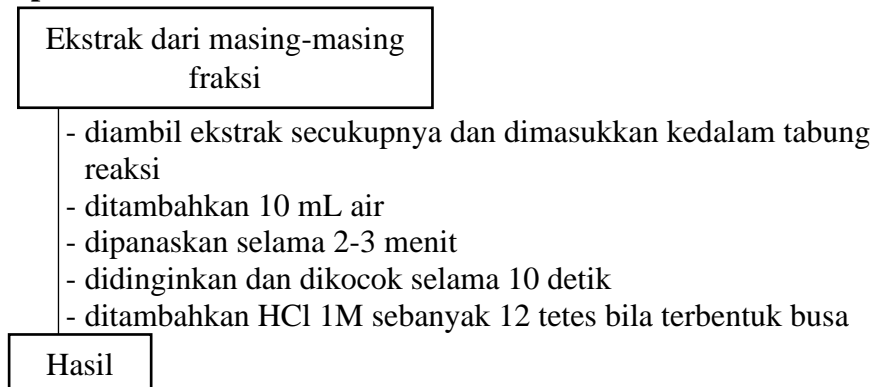 Ekstrak dari masing-masing
fraksi
- diambil ekstrak secukupnya dan dimasukkan kedalam tabung
reaksi
- ditambahkan 10 mL air
- dipanaskan selama 2-3 menit
- didinginkan dan dikocok selama 10 detik
- ditambahkan HCl 1M sebanyak 12 tetes bila terbentuk busa
Hasil